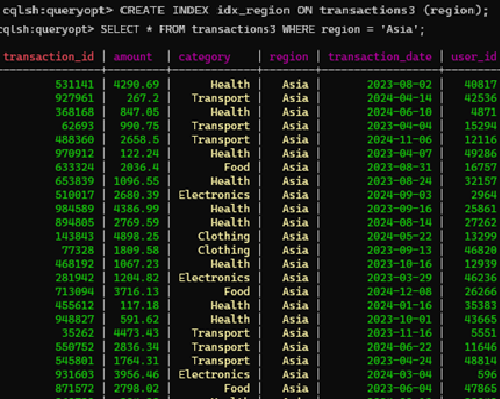 cqlsh:queryopt> CREATE INDEX idx_region ON transactions3 (region);
cqlsh:queryopt> SELECT * FROM transactions3 WHERE region = 'Asia';
transaction_id | amount | category | region | transaction_date | user_id
531141 | 4290.69 | Health | Asia | 2023-08-02 | 40817
927961 | 267.2 | Transport | Asia | 2024-04-14 | 42536
368168 | 847.05 | Health | Asia | 2024-06-10 | 4871
62693 | 990.75 | Transport | Asia | 2023-04-04 | 15294
488360 | 2658.5 | Transport | Asia | 2024-11-06 | 12116
970912 | 122.24 | Health | Asia | 2023-04-07 | 49286
633324 | 2036.4 | Food | Asia | 2023-08-31 | 16757
653839 | 1096.55 | Health | Asia | 2023-08-24 | 32157
510017 | 2680.39 | Electronics | Asia | 2023-09-03 | 2964
984589 | 4386.99 | Health | Asia | 2023-09-16 | 25861
894805 | 2769.59 | Health | Asia | 2024-08-14 | 27262
143843 | 4898.25 | Clothing | Asia | 2024-05-22 | 13299
77328 | 1809.58 | Clothing | Asia | 2023-09-13 | 46820
468192 | 1067.23 | Health | Asia | 2023-10-16 | 12939
281942 | 1204.82 | Electronics | Asia | 2023-03-29 | 46236
713094 | 3716.13 | Food | Asia | 2024-12-08 | 26266
455612 | 117.18 | Health | Asia | 2024-01-16 | 35383
948827 | 591.62 | Health | Asia | 2023-10-01 | 43665
35262 | 4473.43 | Transport | Asia | 2023-11-16 | 5551
550752 | 2836.34 | Transport | Asia | 2024-06-22 | 11646
545801 | 1764.31 | Transport | Asia | 2023-04-24 | 48814
931603 | 3956.46 | Electronics | Asia | 2024-03-04 | 596
871572 | 2798.02 | Food | Asia | 2023-06-03 | 47865